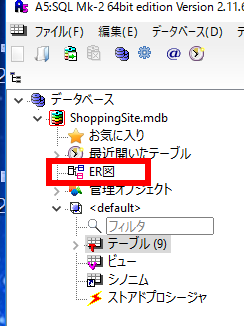 A5:SQL Mk-2 64bit edition Version 2.11.6
ファイル(F) 編集(E) データベース(D)
データベース
ShoppingSite.mdb
お気に入り
最近開いたテーブル
ER図
管理オブジェクト
<default>
フィルタ
テーブル (9)
ビュー
シノニム
ストアドプロシージャ